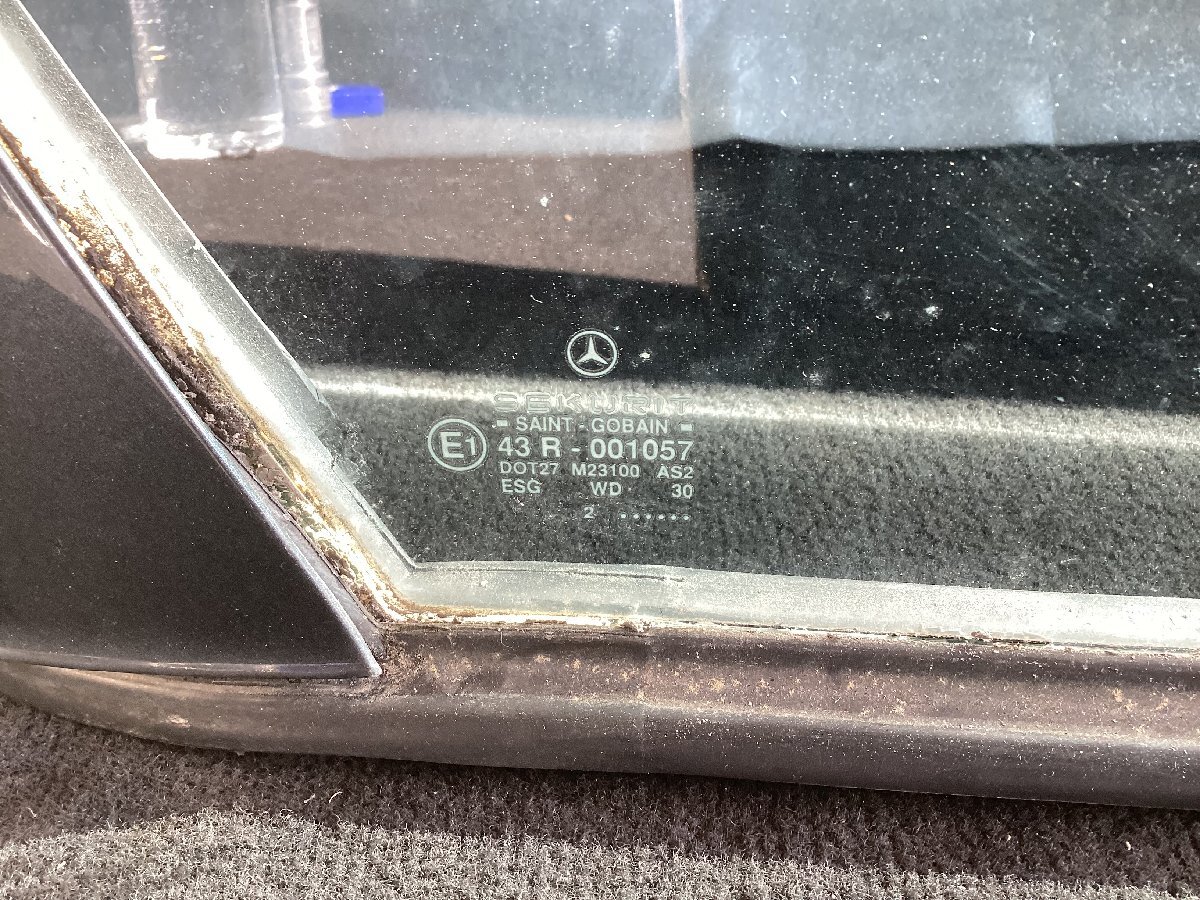 SEKURIT
SAINT - GOBAIN
E1 43 R - 001057
DOT27 M23100 AS2
ESG WD 30
2 ......